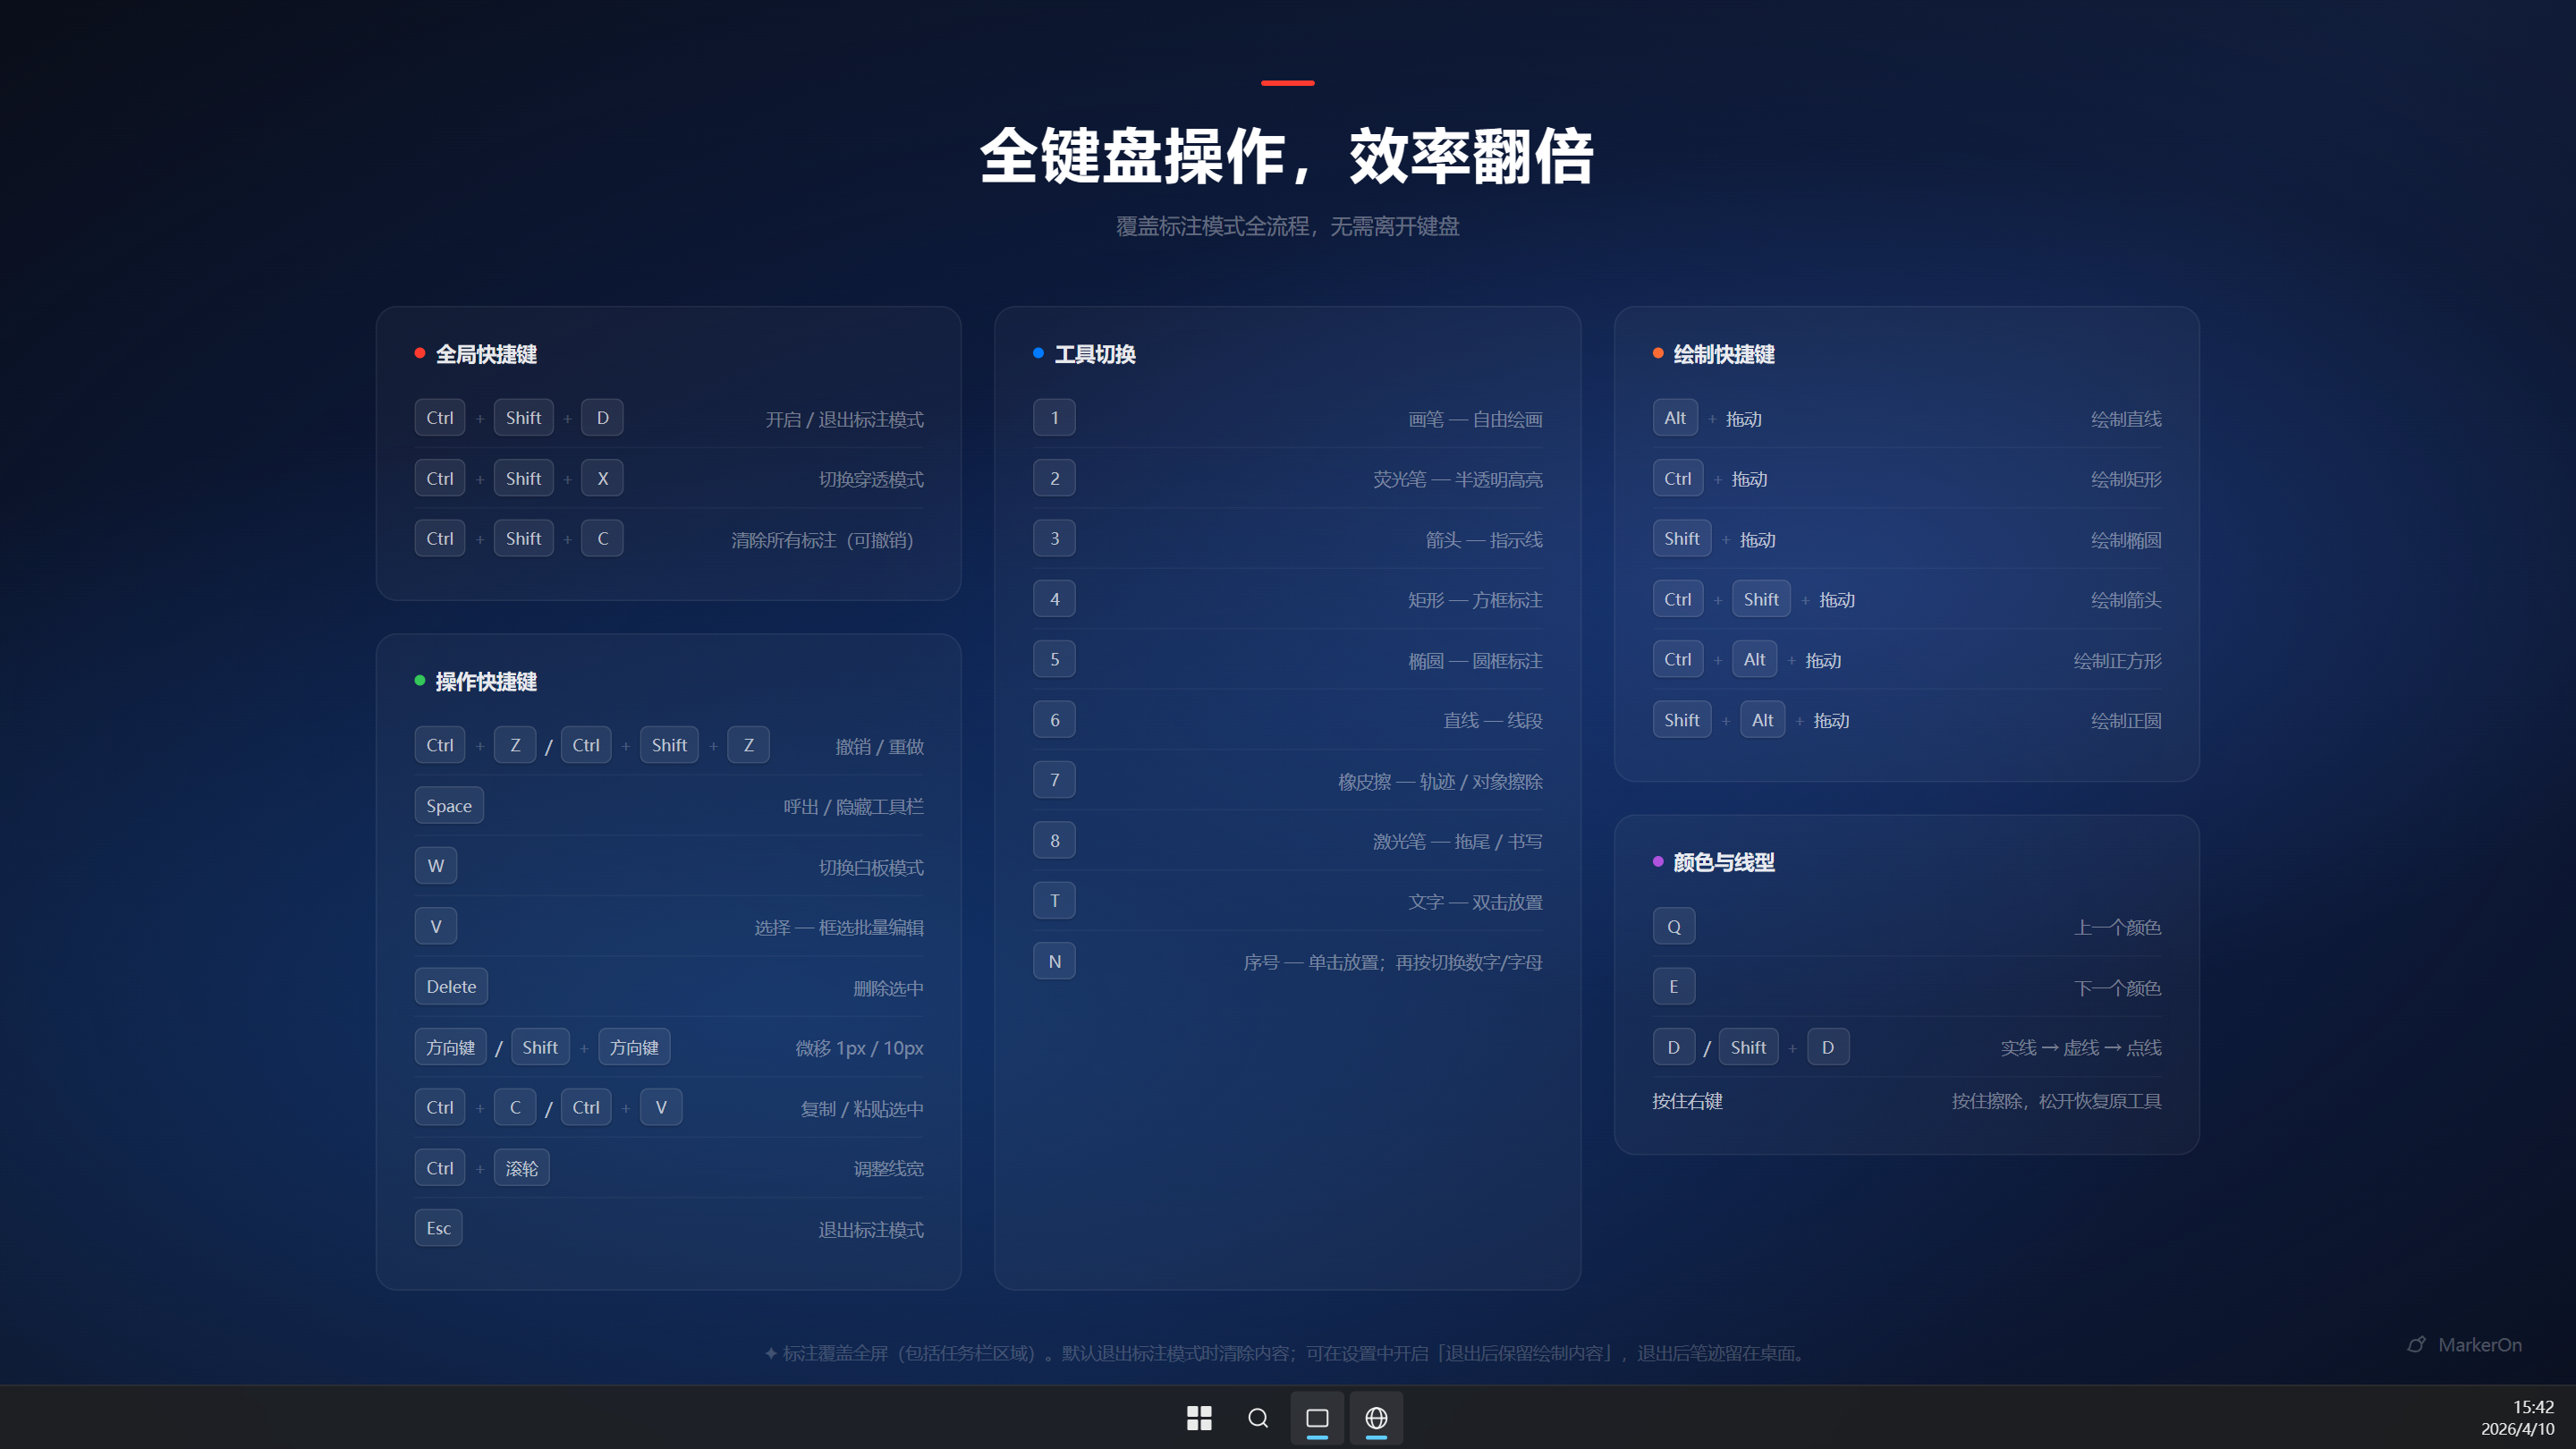 全键盘操作，效率翻倍
覆盖标注模式全流程，无需离开键盘
全局快捷键
Ctrl + Shift + D 开启 / 退出标注模式
Ctrl + Shift + X 切换穿透模式
Ctrl + Shift + C 清除所有标注（可撤销）
操作快捷键
Ctrl + Z / Ctrl + Shift + Z 撤销 / 重做
Space 呼出 / 隐藏工具栏
W 切换白板模式
V 选择 — 框选批量编辑
Delete 删除选中
方向键 / Shift + 方向键 微移 1px / 10px
Ctrl + C / Ctrl + V 复制 / 粘贴选中
Ctrl + 滚轮 调整线宽
Esc 退出标注模式
工具切换
1 画笔 — 自由绘画
2 荧光笔 — 半透明高亮
3 箭头 — 指示线
4 矩形 — 方框标注
5 椭圆 — 圆框标注
6 直线 — 线段
7 橡皮擦 — 轨迹 / 对象擦除
8 激光笔 — 拖尾 / 书写
T 文字 — 双击放置
N 序号 — 单击放置；再按切换数字/字母
绘制快捷键
Alt + 拖动 绘制直线
Ctrl + 拖动 绘制矩形
Shift + 拖动 绘制椭圆
Ctrl + Shift + 拖动 绘制箭头
Ctrl + Alt + 拖动 绘制正方形
Shift + Alt + 拖动 绘制正圆
颜色与线型
Q 上一个颜色
E 下一个颜色
D / Shift + D 实线 → 虚线 → 点线
按住右键 按住擦除，松开恢复原工具
✦ 标注覆盖全屏（包括任务栏区域）。默认退出标注模式时清除内容；可在设置中开启「退出后保留绘制内容」，退出后笔迹留在桌面。
MarkerOn
15:42
2026/4/10